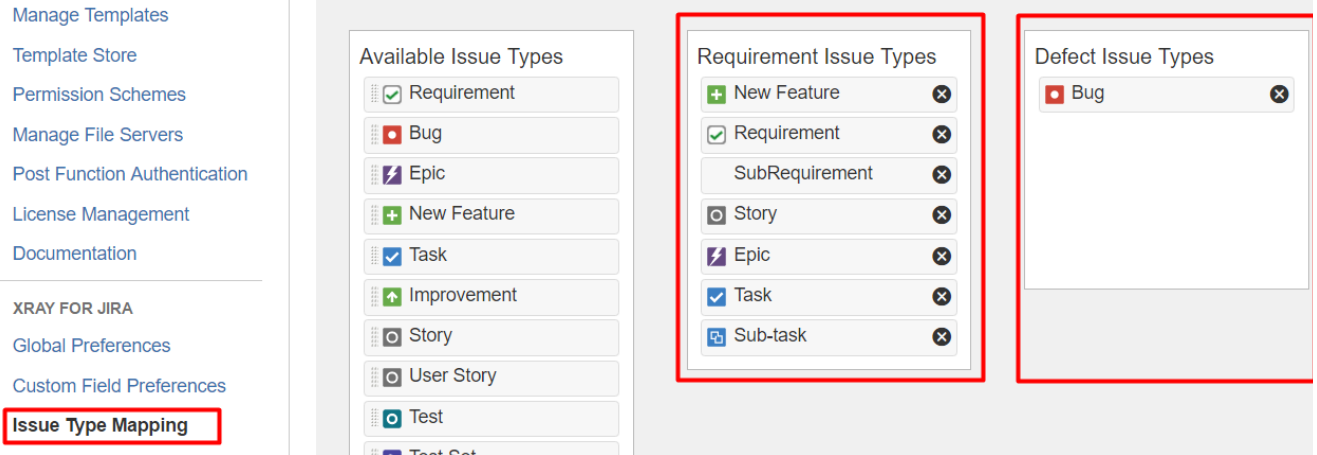 Manage Templates
Template Store
Permission Schemes
Manage File Servers
Post Function Authentication
License Management
Documentation
XRAY FOR JIRA
Global Preferences
Custom Field Preferences
Issue Type Mapping
Available Issue Types
Requirement
Bug
Epic
New Feature
Task
Improvement
Story
User Story
Test
Test Set
Requirement Issue Types
New Feature
Requirement
SubRequirement
Story
Epic
Task
Sub-task
Defect Issue Types
Bug